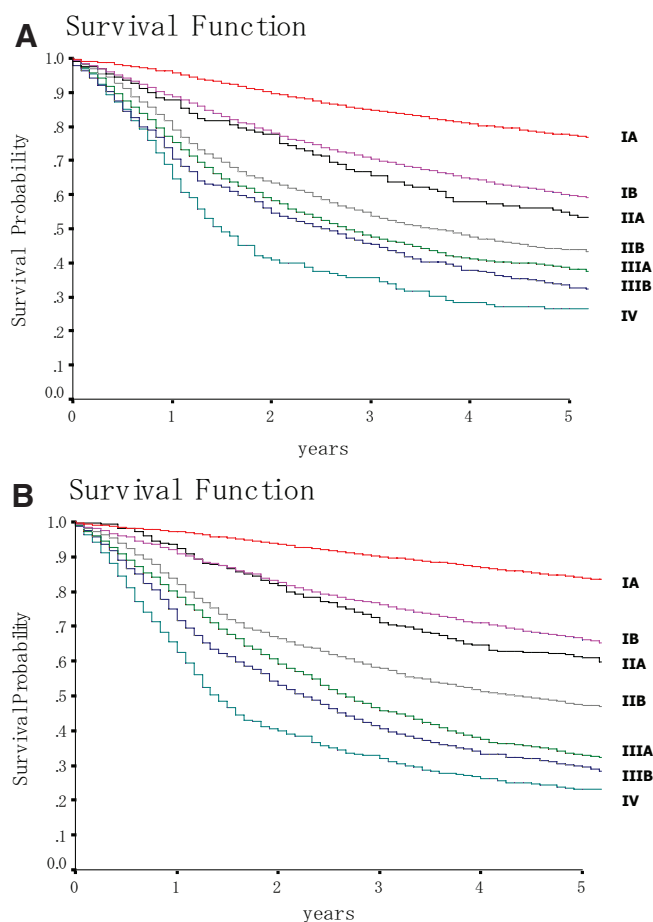 A Survival Function
Survival Probability
1.0
.9
.8
.7
.6
.5
.4
.3
.2
.1
0.0
0 1 2 3 4 5
years
IA
IB
IIA
IIB
IIIA
IIIB
IV
B Survival Function
Survival Probability
1.0
.9
.8
.7
.6
.5
.4
.3
.2
.1
0.0
0 1 2 3 4 5
years
IA
IB
IIA
IIB
IIIA
IIIB
IV